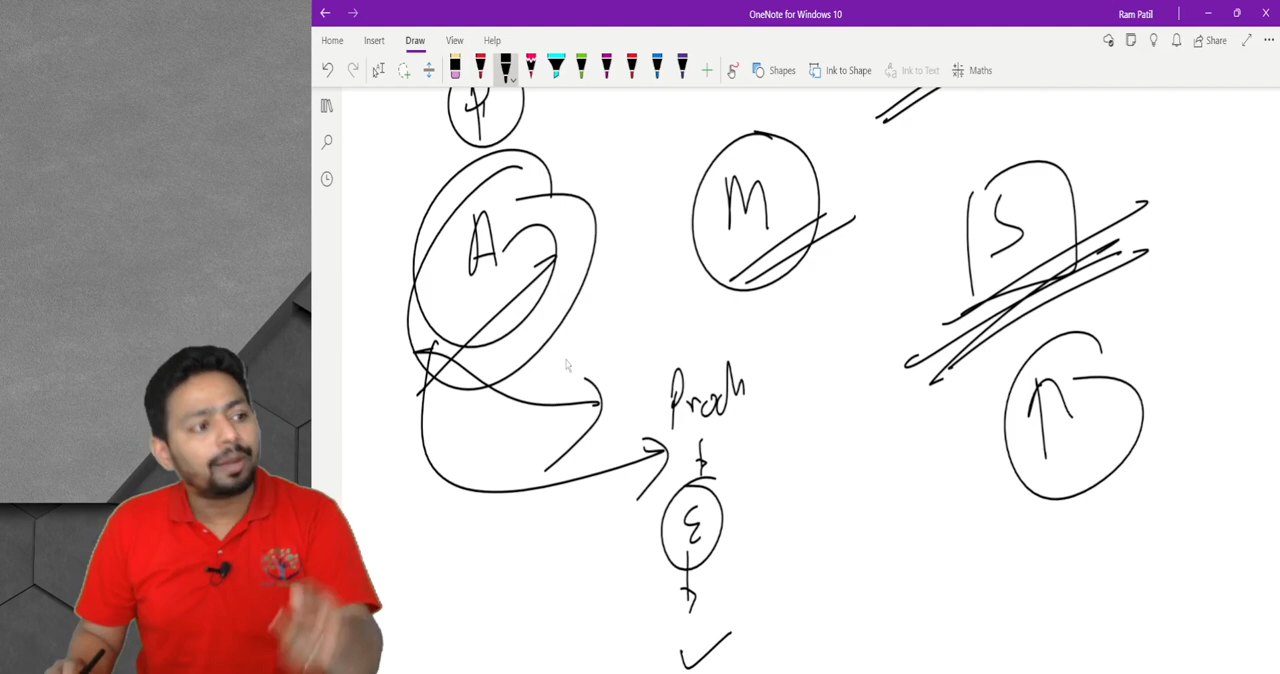 OneNote for Windows 10
Ram Patil
Home Insert Draw View Help
Share
Shapes
Ink to Shape
Ink to Text
Maths
A
M
S
n